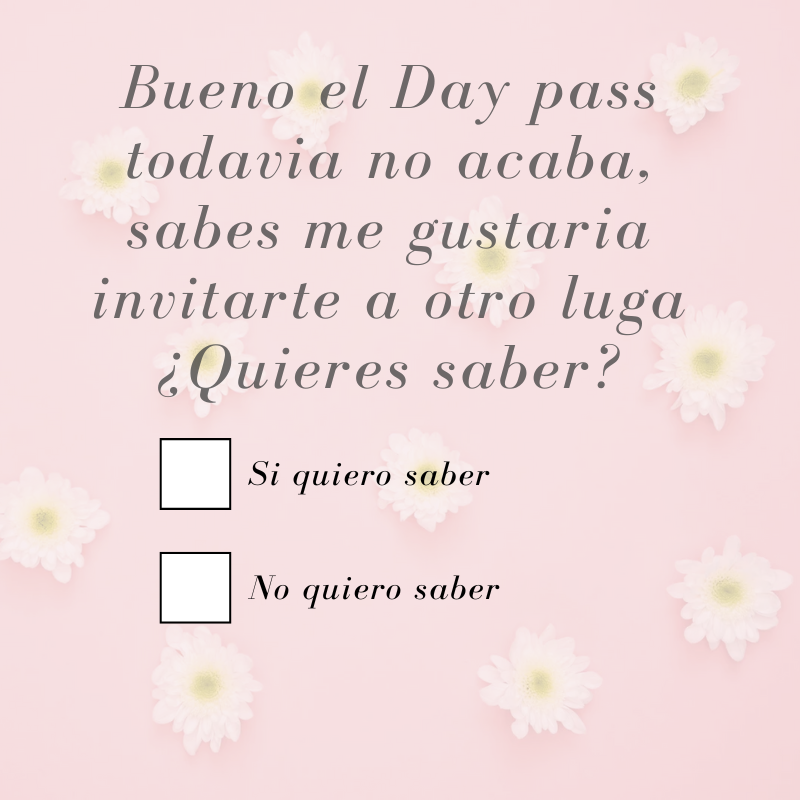 Bueno el Day pass
todavia no acaba,
sabes me gustaria
invitarte a otro luga
¿Quieres saber?
Si quiero saber
No quiero saber